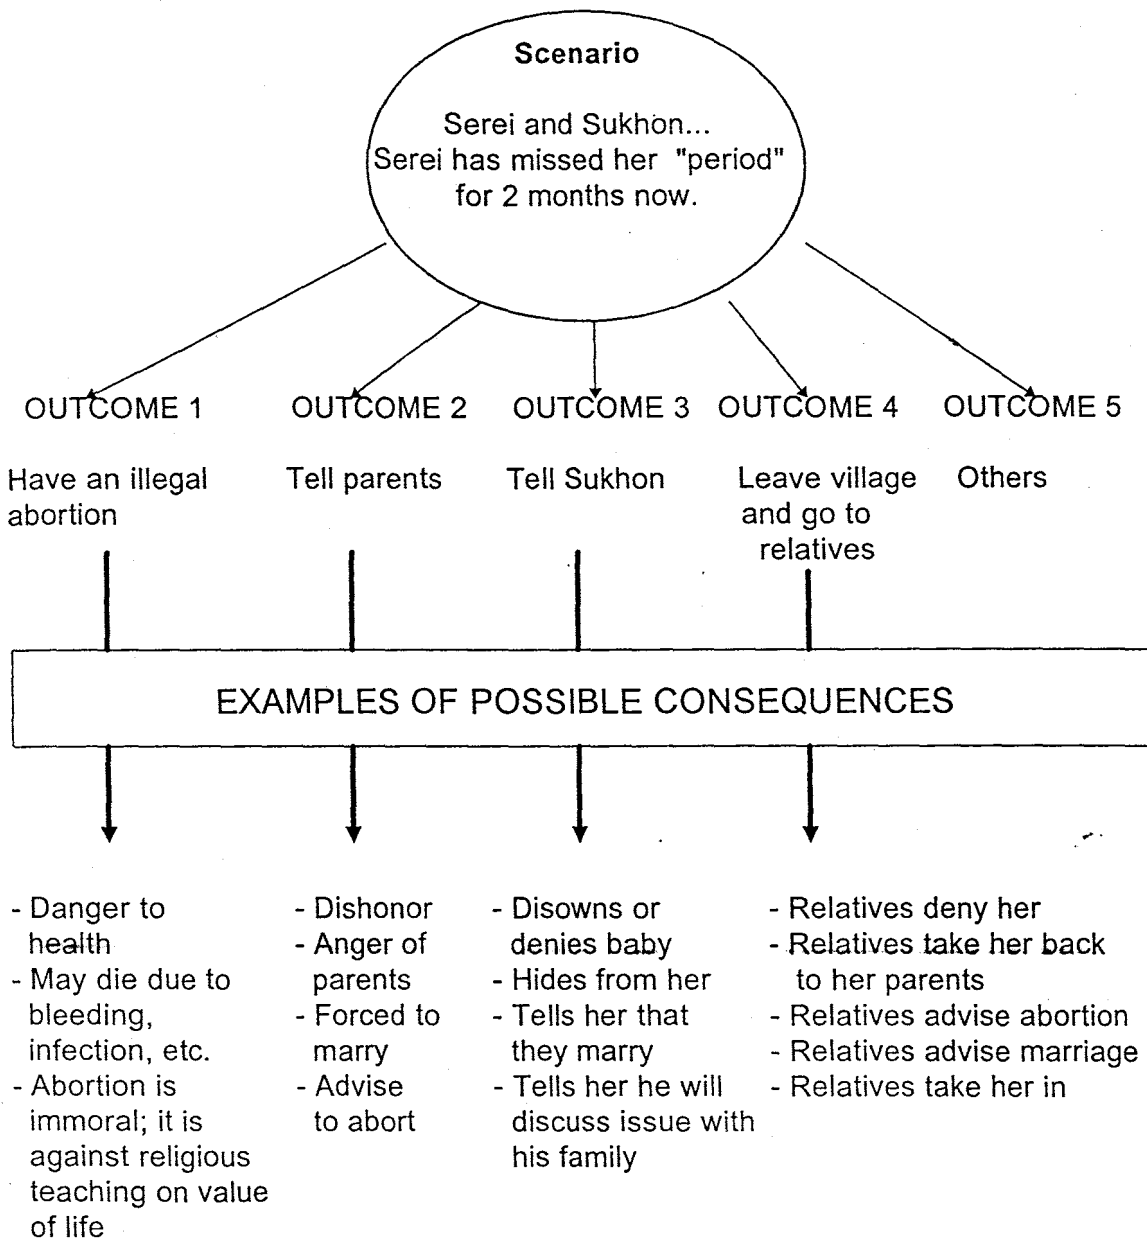 Scenario
Serei and Sukhon...
Serei has missed her "period"
for 2 months now.
OUTCOME 1
OUTCOME 2
OUTCOME 3
OUTCOME 4
OUTCOME 5
Have an illegal
abortion
Tell parents
Tell Sukhon
Leave village
and go to
relatives
Others
EXAMPLES OF POSSIBLE CONSEQUENCES
- Danger to
health
- May die due to
bleeding,
infection, etc.
- Abortion is
immoral; it is
against religious
teaching on value
of life
- Dishonor
- Anger of
parents
- Forced to
marry
- Advise
to abort
- Disowns or
denies baby
- Hides from her
- Tells her that
they marry
- Tells her he will
discuss issue with
his family
- Relatives deny her
- Relatives take her back
to her parents
- Relatives advise abortion
- Relatives advise marriage
- Relatives take her in